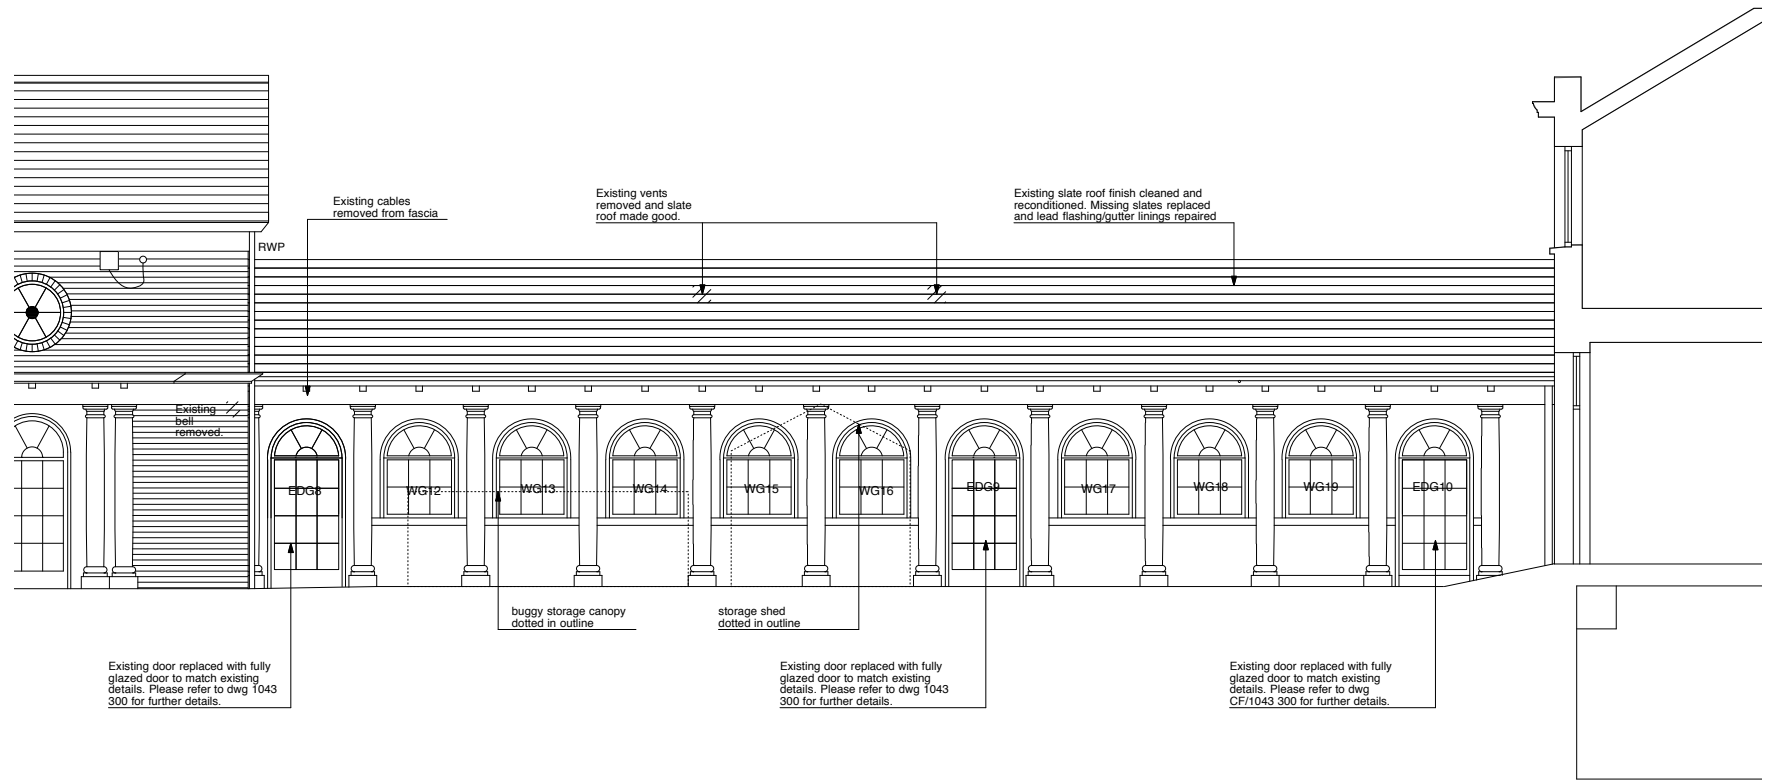 Existing cables
removed from fascia
Existing vents
removed and slate
roof made good.
Existing slate roof finish cleaned and
reconditioned. Missing slates replaced
and lead flashing/gutter linings repaired
RWP
Existing
bell
removed.
EDG8
WG12
WG13
WG14
WG15
WG16
EDG9
WG17
WG18
WG19
EDG10
buggy storage canopy
dotted in outline
storage shed
dotted in outline
Existing door replaced with fully
glazed door to match existing
details. Please refer to dwg 1043
300 for further details.
Existing door replaced with fully
glazed door to match existing
details. Please refer to dwg 1043
300 for further details.
Existing door replaced with fully
glazed door to match existing
details. Please refer to dwg
CF/1043 300 for further details.